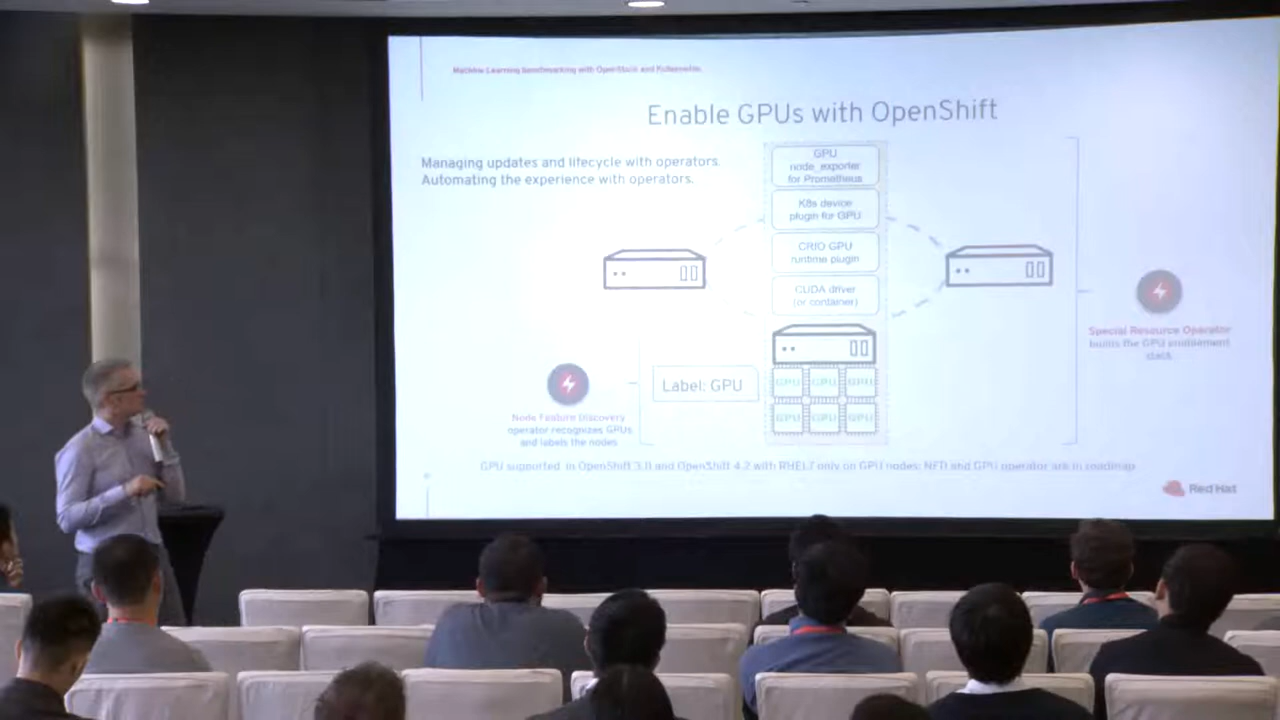 Machine Learning benchmarking with OpenStack and Kubernetes
Enable GPUs with OpenShift
Managing updates and lifecycle with operators.
Automating the experience with operators.
GPU
node_exporter
for Prometheus
K8s device
plugin for GPU
CRIO GPU
runtime plugin
CUDA driver
(or container)
Special Resource Operator
builds the GPU enablement
stack
Label: GPU
GPU GPU GPU
GPU GPU GPU
Node Feature Discovery
operator recognizes GPUs
and labels the nodes
GPU supported in OpenShift and OpenShift 4.2 with RHEL7 only on GPU nodes; NFD and GPU operator are in roadmap
Red Hat